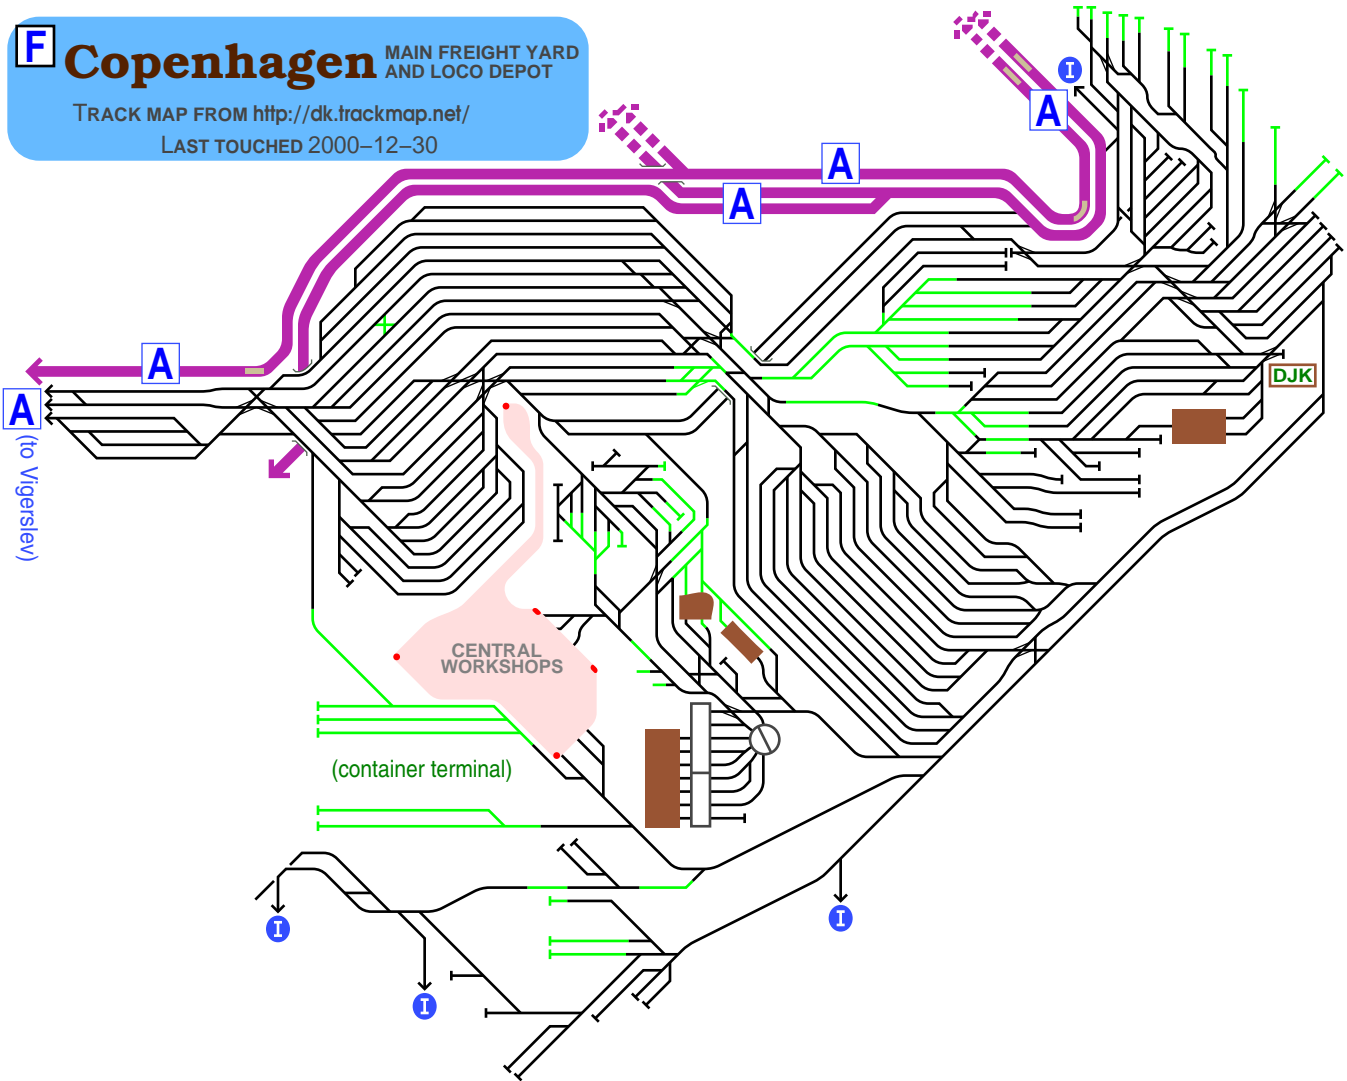 F
Copenhagen
MAIN FREIGHT YARD
AND LOCO DEPOT
TRACK MAP FROM http://dk.trackmap.net/
LAST TOUCHED 2000–12–30
I
A
A
A
A
A
(to Vigerslev)
DJK
CENTRAL
WORKSHOPS
(container terminal)
I
I
I